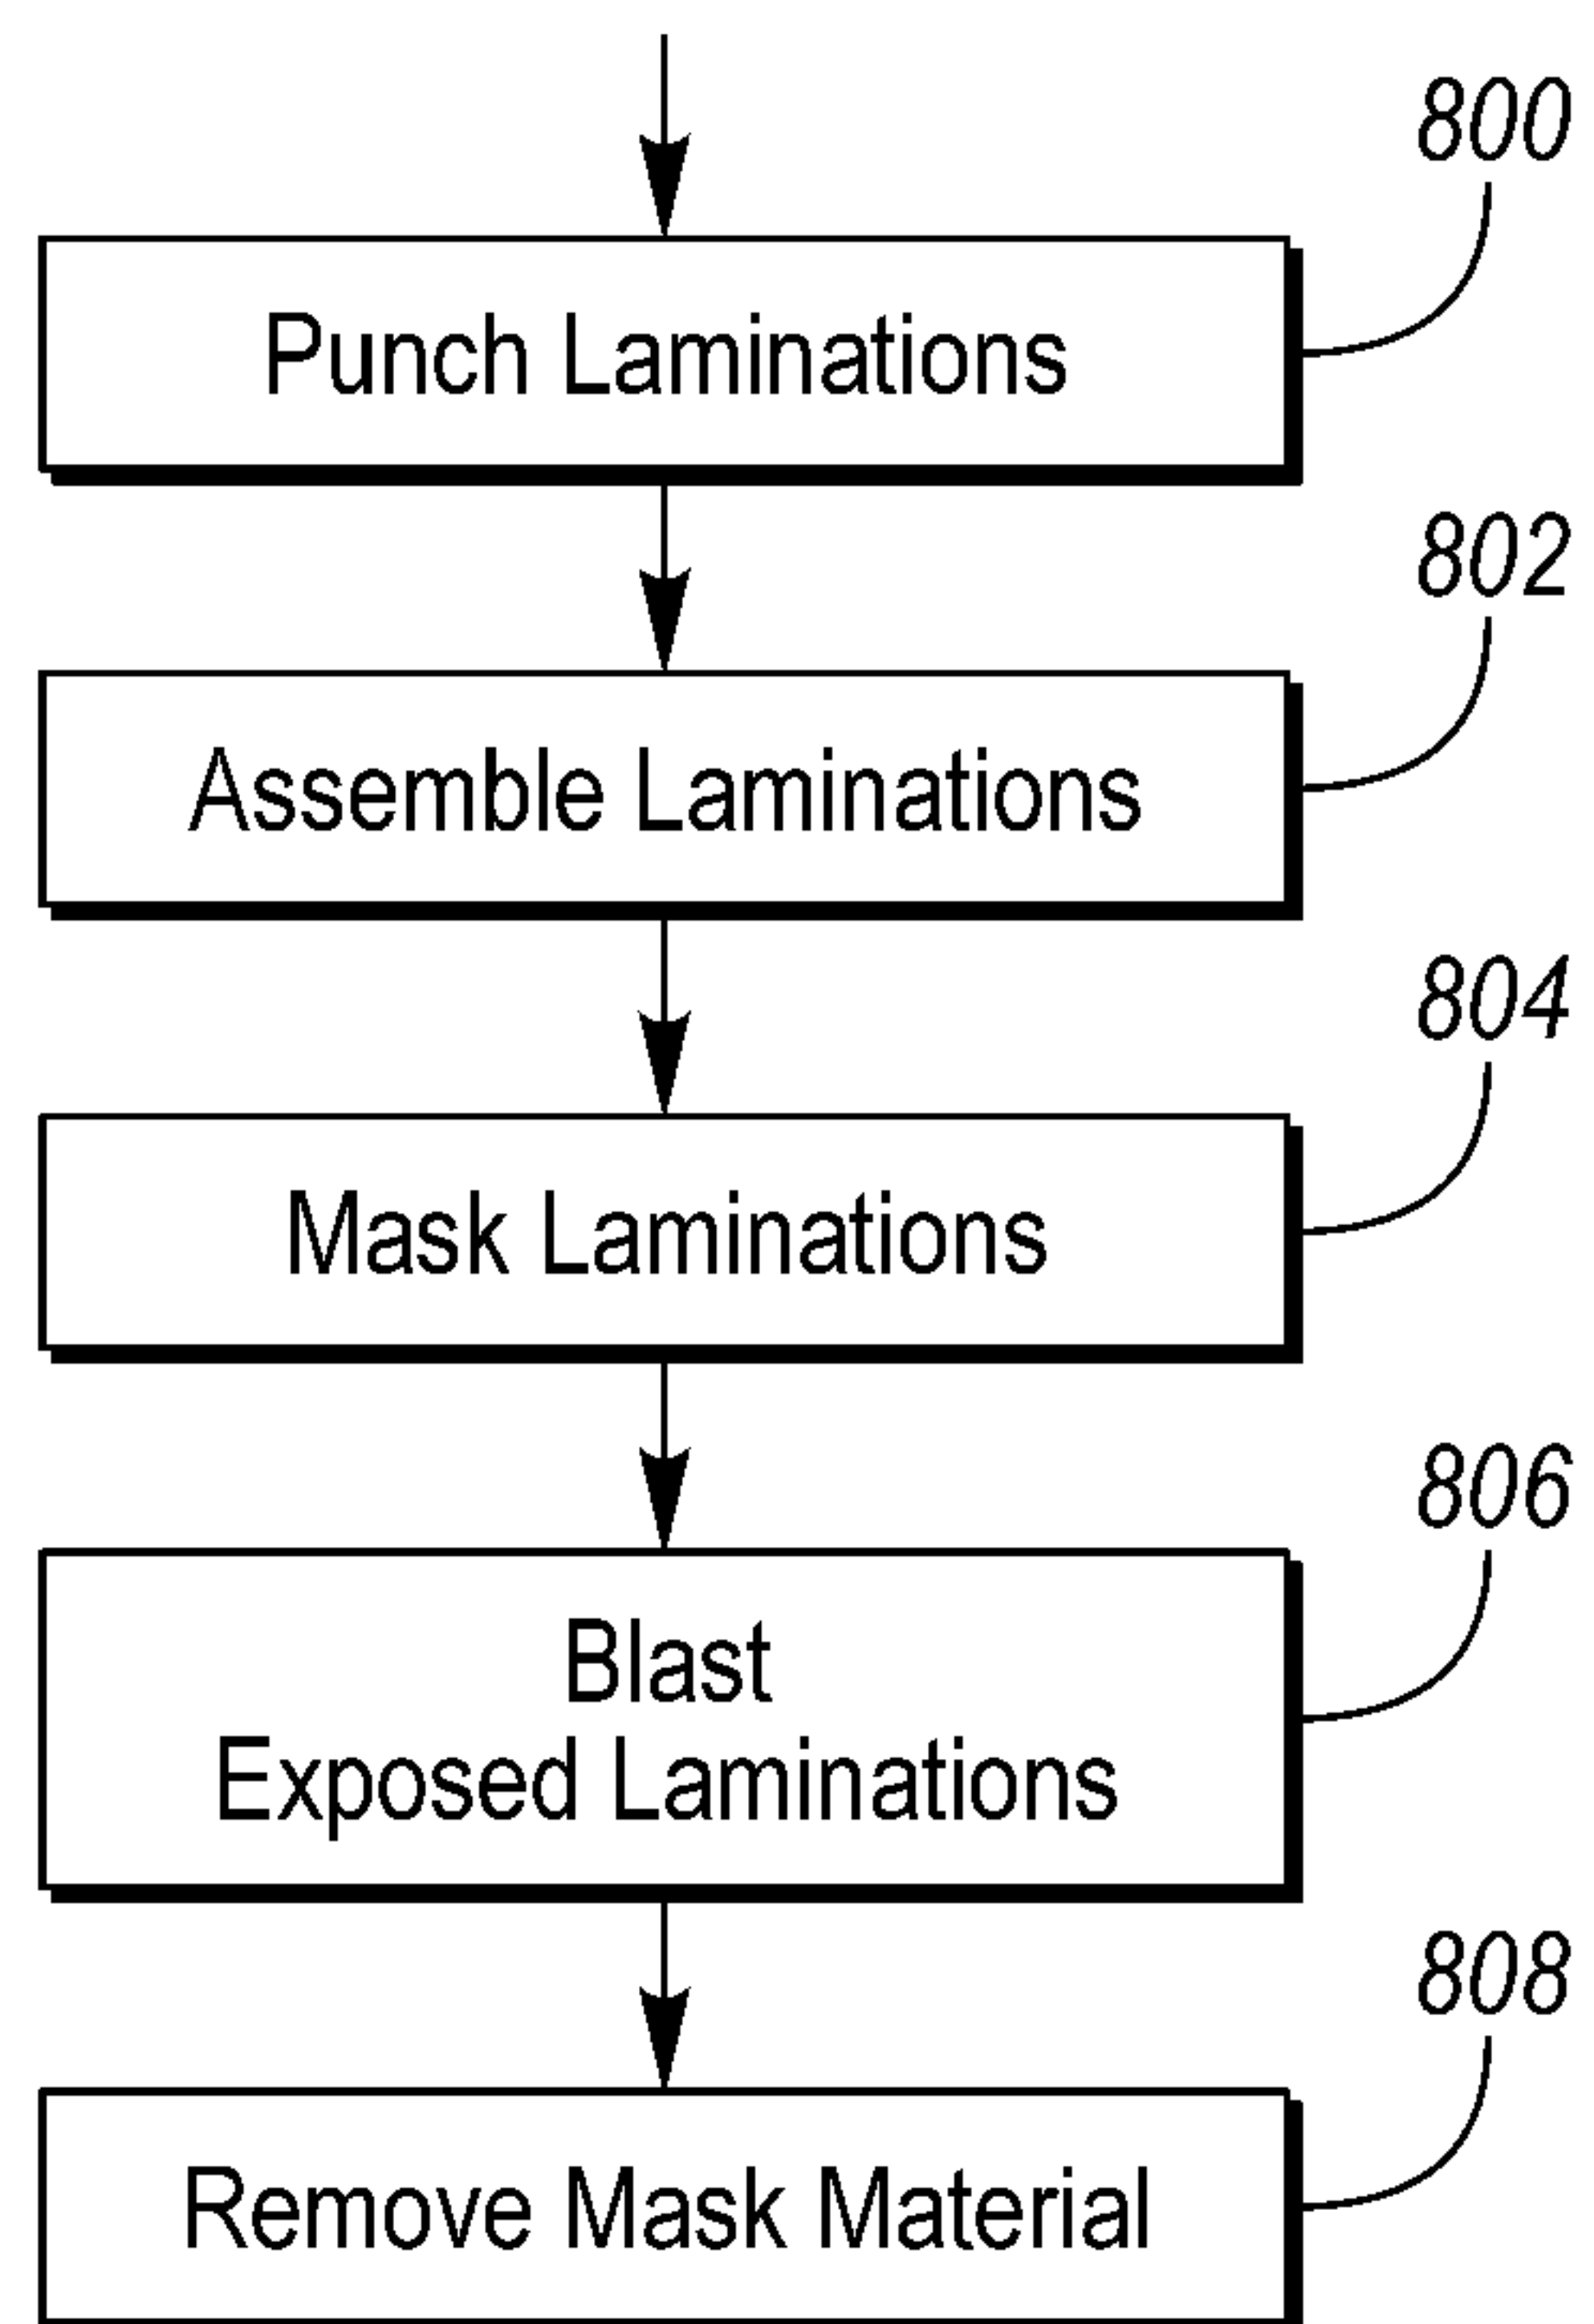 800
Punch Laminations
802
Assemble Laminations
804
Mask Laminations
806
Blast
Exposed Laminations
808
Remove Mask Material